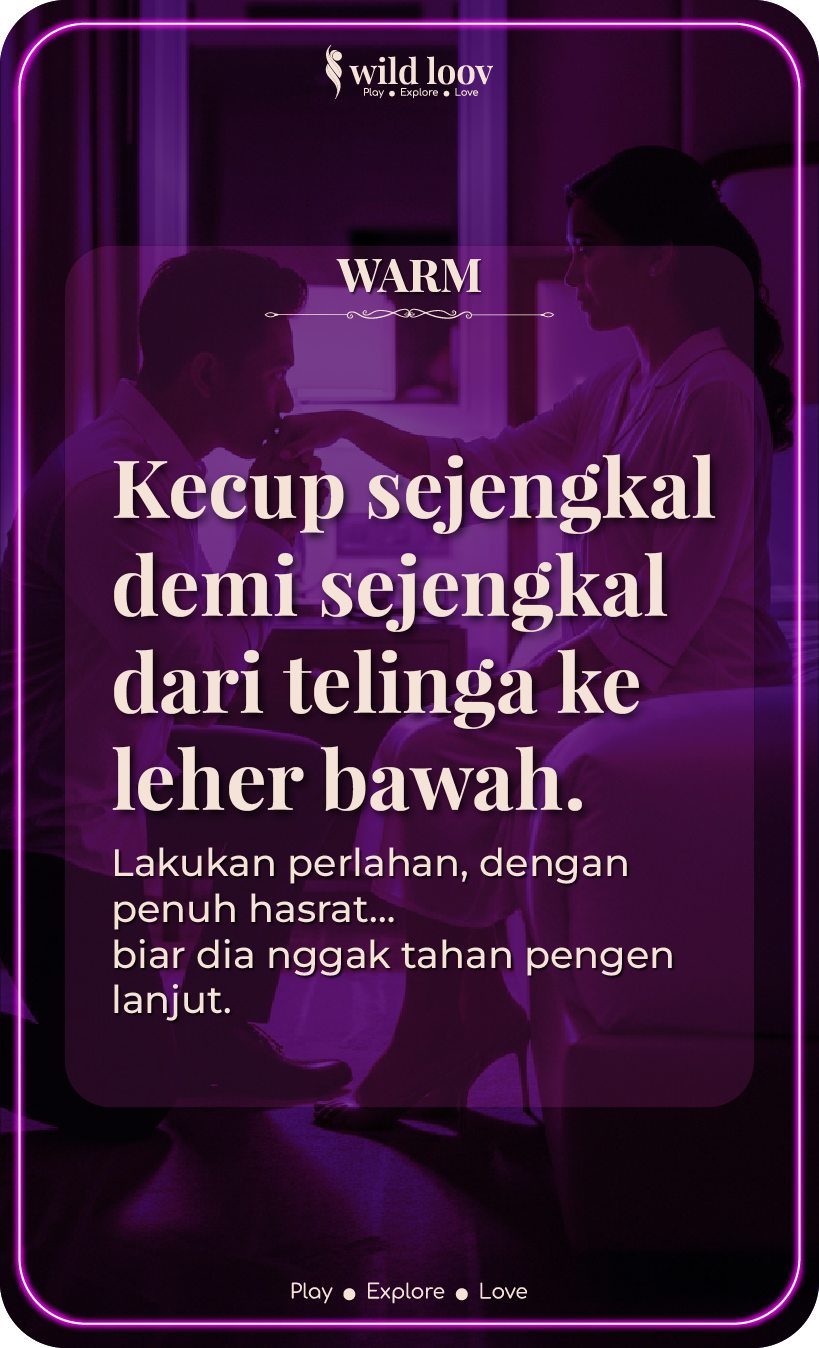 wild loov
Play ● Explore ● Love
WARM
Kecup sejengkal
demi sejengkal
dari telinga ke
leher bawah.
Lakukan perlahan, dengan
penuh hasrat...
biar dia nggak tahan pengen
lanjut.
Play ● Explore ● Love